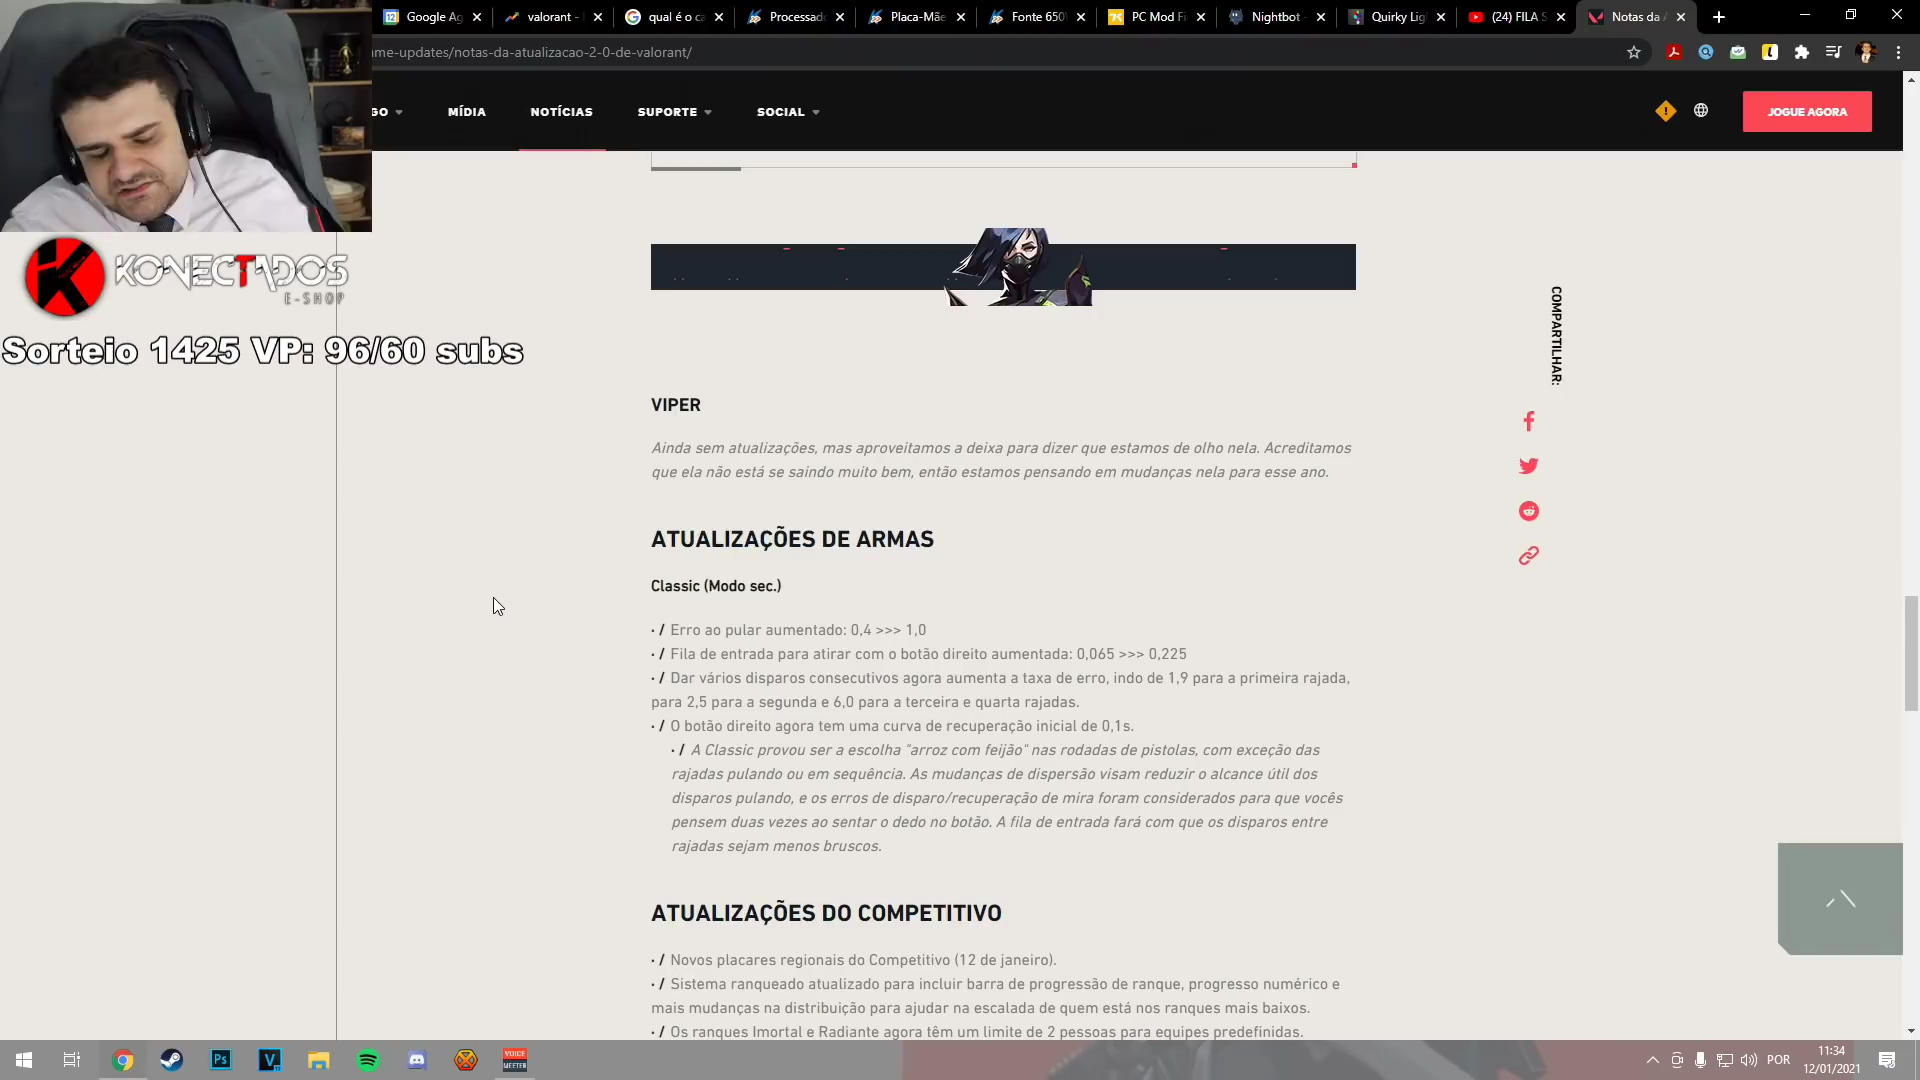 Google Ag
valorant -
qual é o ca
Processad
Placa-Mãe
Fonte 650
PC Mod Fi
Nightbot -
Quirky Lig
(24) FILA S
Notas da A
me-updates/notas-da-atualizacao-2-0-de-valorant/
GO
MÍDIA
NOTÍCIAS
SUPORTE
SOCIAL
JOGUE AGORA
KONECTADOS
E-SHOP
Sorteio 1425 VP: 96/60 subs
COMPARTILHAR:
VIPER
Ainda sem atualizações, mas aproveitamos a deixa para dizer que estamos de olho nela. Acreditamos
que ela não está se saindo muito bem, então estamos pensando em mudanças nela para esse ano.
ATUALIZAÇÕES DE ARMAS
Classic (Modo sec.)
· / Erro ao pular aumentado: 0,4 >>> 1,0
· / Fila de entrada para atirar com o botão direito aumentada: 0,065 >>> 0,225
· / Dar vários disparos consecutivos agora aumenta a taxa de erro, indo de 1,9 para a primeira rajada,
para 2,5 para a segunda e 6,0 para a terceira e quarta rajadas.
· / O botão direito agora tem uma curva de recuperação inicial de 0,1s.
· / A Classic provou ser a escolha "arroz com feijão" nas rodadas de pistolas, com exceção das
rajadas pulando ou em sequência. As mudanças de dispersão visam reduzir o alcance útil dos
disparos pulando, e os erros de disparo/recuperação de mira foram considerados para que vocês
pensem duas vezes ao sentar o dedo no botão. A fila de entrada fará com que os disparos entre
rajadas sejam menos bruscos.
ATUALIZAÇÕES DO COMPETITIVO
· / Novos placares regionais do Competitivo (12 de janeiro).
· / Sistema ranqueado atualizado para incluir barra de progressão de ranque, progresso numérico e
mais mudanças na distribuição para ajudar na escalada de quem está nos ranques mais baixos.
· / Os ranques Imortal e Radiante agora têm um limite de 2 pessoas para equipes predefinidas.
Ps
V
VOICE
MEETER
POR
11:34
12/01/2021